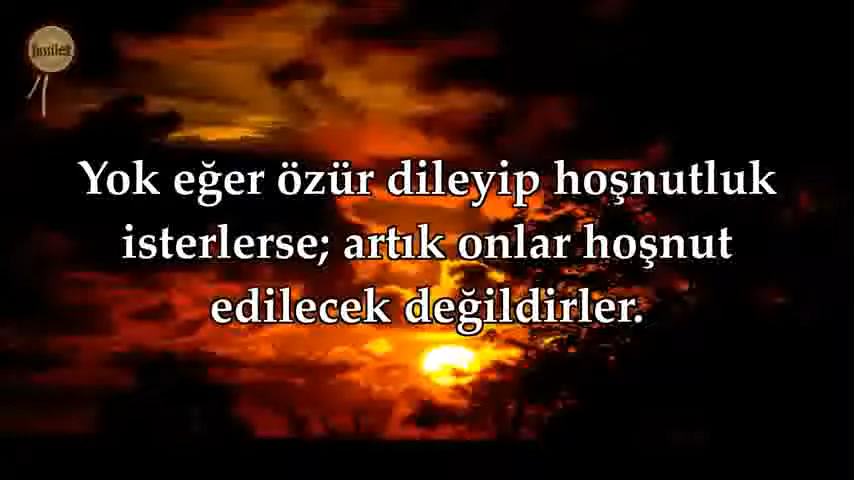 Yok eğer özür dileyip hoşnutluk
isterlerse; artık onlar hoşnut
edilecek değildirler.